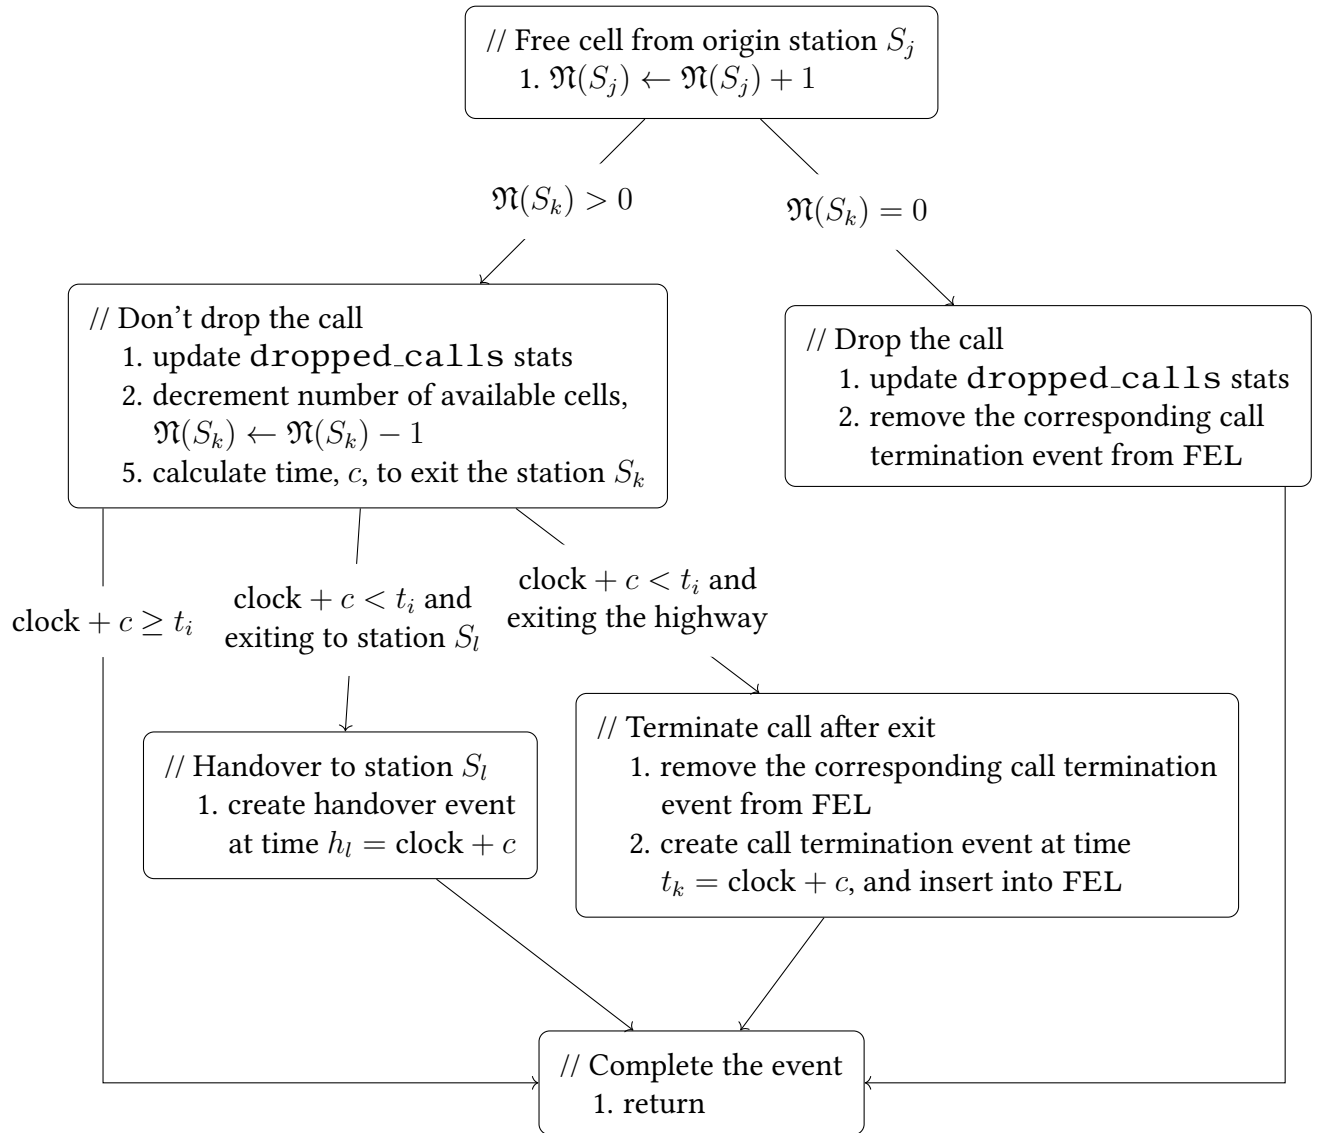 // Free cell from origin station $S_j$
1. $\mathfrak{N}(S_j) \leftarrow \mathfrak{N}(S_j) + 1$
$\mathfrak{N}(S_k) > 0$
$\mathfrak{N}(S_k) = 0$
// Don't drop the call
1. update dropped_calls stats
2. decrement number of available cells,
$\mathfrak{N}(S_k) \leftarrow \mathfrak{N}(S_k) - 1$
5. calculate time, $c$, to exit the station $S_k$
// Drop the call
1. update dropped_calls stats
2. remove the corresponding call
termination event from FEL
clock $+ c \geq t_i$
clock $+ c < t_i$ and
exiting to station $S_l$
clock $+ c < t_i$ and
exiting the highway
// Handover to station $S_l$
1. create handover event
at time $h_l =$ clock $+ c$
// Terminate call after exit
1. remove the corresponding call termination
event from FEL
2. create call termination event at time
$t_k =$ clock $+ c$, and insert into FEL
// Complete the event
1. return